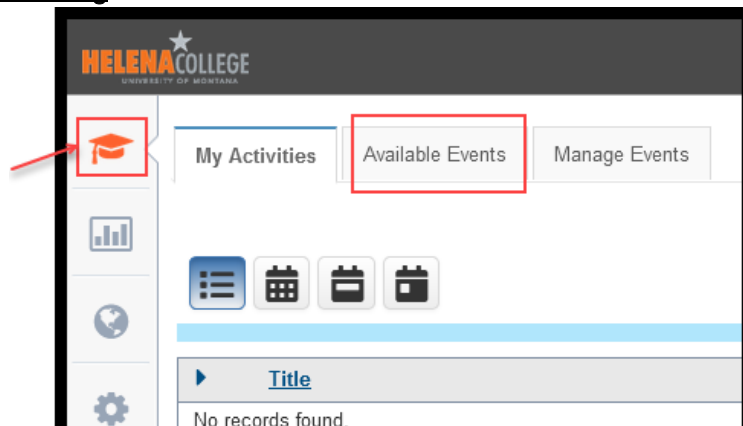 HELENA COLLEGE
UNIVERSITY OF MONTANA
My Activities
Available Events
Manage Events
Title
No records found.